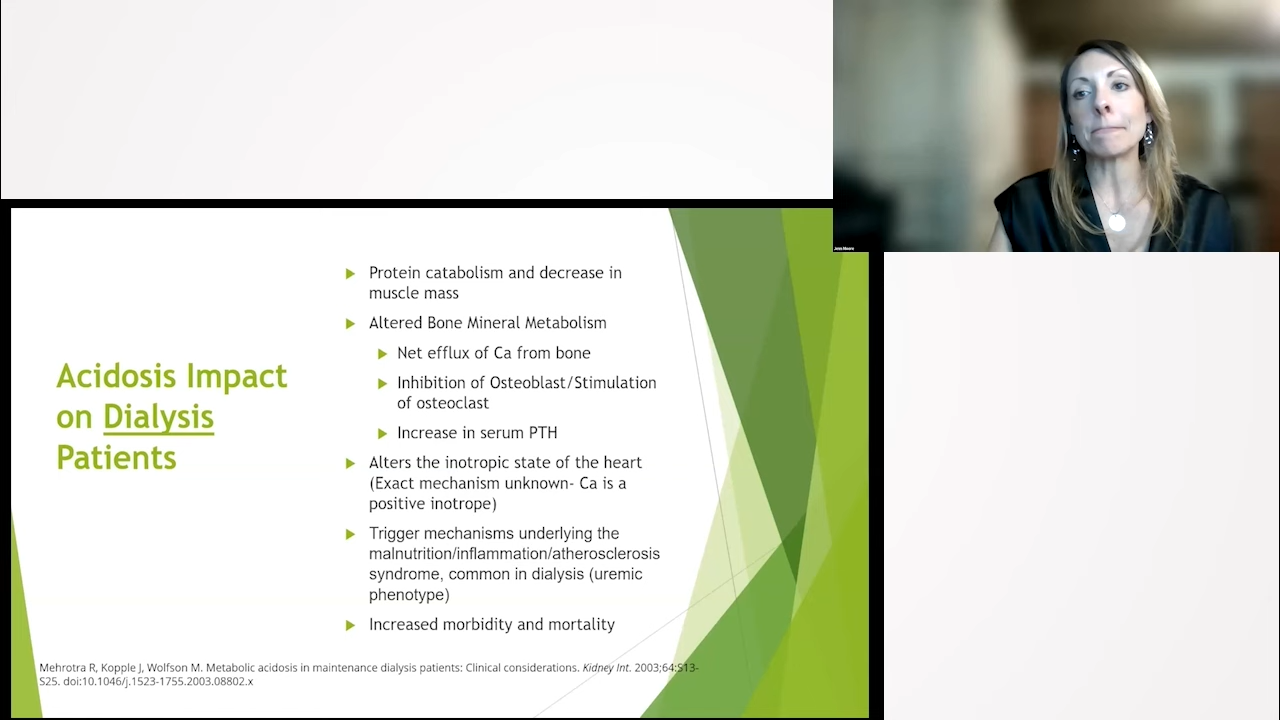 Jenn Moore
Protein catabolism and decrease in
muscle mass
Altered Bone Mineral Metabolism
Net efflux of Ca from bone
Inhibition of Osteoblast/Stimulation
of osteoclast
Increase in serum PTH
Acidosis Impact
on Dialysis
Patients
Alters the inotropic state of the heart
(Exact mechanism unknown- Ca is a
positive inotrope)
Trigger mechanisms underlying the
malnutrition/inflammation/atherosclerosis
syndrome, common in dialysis (uremic
phenotype)
Increased morbidity and mortality
Mehrotra R, Kopple J, Wolfson M. Metabolic acidosis in maintenance dialysis patients: Clinical considerations. Kidney Int. 2003;64:S13-
S25. doi:10.1046/j.1523-1755.2003.08802.x